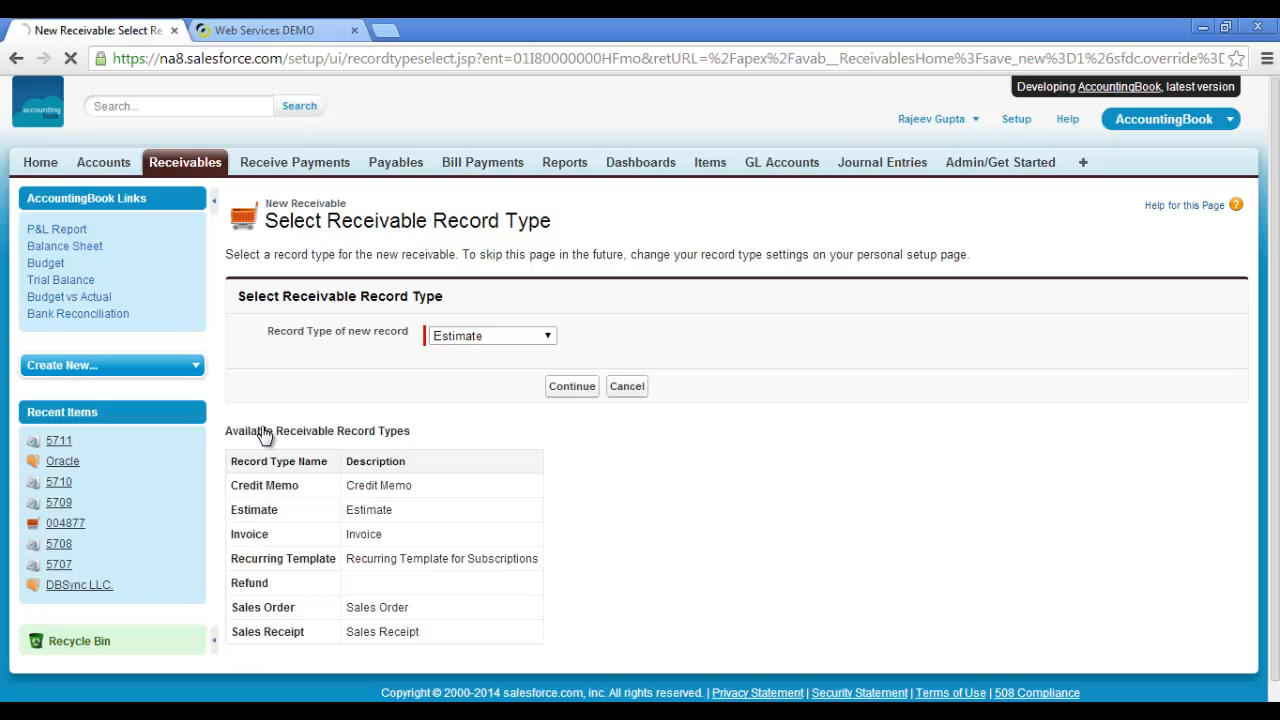 New Receivable: Select Re
Web Services DEMO
https://na8.salesforce.com/setup/ui/recordtypeselect.jsp?ent=01I80000000HFmo&retURL=%2Fapex%2Favab__ReceivablesHome%3Fsave_new%3D1%26sfdc.override%3D
accounting
book
Search...
Search
Developing AccountingBook, latest version
Rajeev Gupta
Setup
Help
AccountingBook
Home
Accounts
Receivables
Receive Payments
Payables
Bill Payments
Reports
Dashboards
Items
GL Accounts
Journal Entries
Admin/Get Started
AccountingBook Links
P&L Report
Balance Sheet
Budget
Trial Balance
Budget vs Actual
Bank Reconciliation
Create New...
Recent Items
5711
Oracle
5710
5709
004877
5708
5707
DBSync LLC.
Recycle Bin
New Receivable
Select Receivable Record Type
Help for this Page
Select a record type for the new receivable. To skip this page in the future, change your record type settings on your personal setup page.
Select Receivable Record Type
Record Type of new record
Estimate
Continue
Cancel
Available Receivable Record Types
Record Type Name Description
Credit Memo Credit Memo
Estimate Estimate
Invoice Invoice
Recurring Template Recurring Template for Subscriptions
Refund
Sales Order Sales Order
Sales Receipt Sales Receipt
Copyright © 2000-2014 salesforce.com, inc. All rights reserved. | Privacy Statement | Security Statement | Terms of Use | 508 Compliance